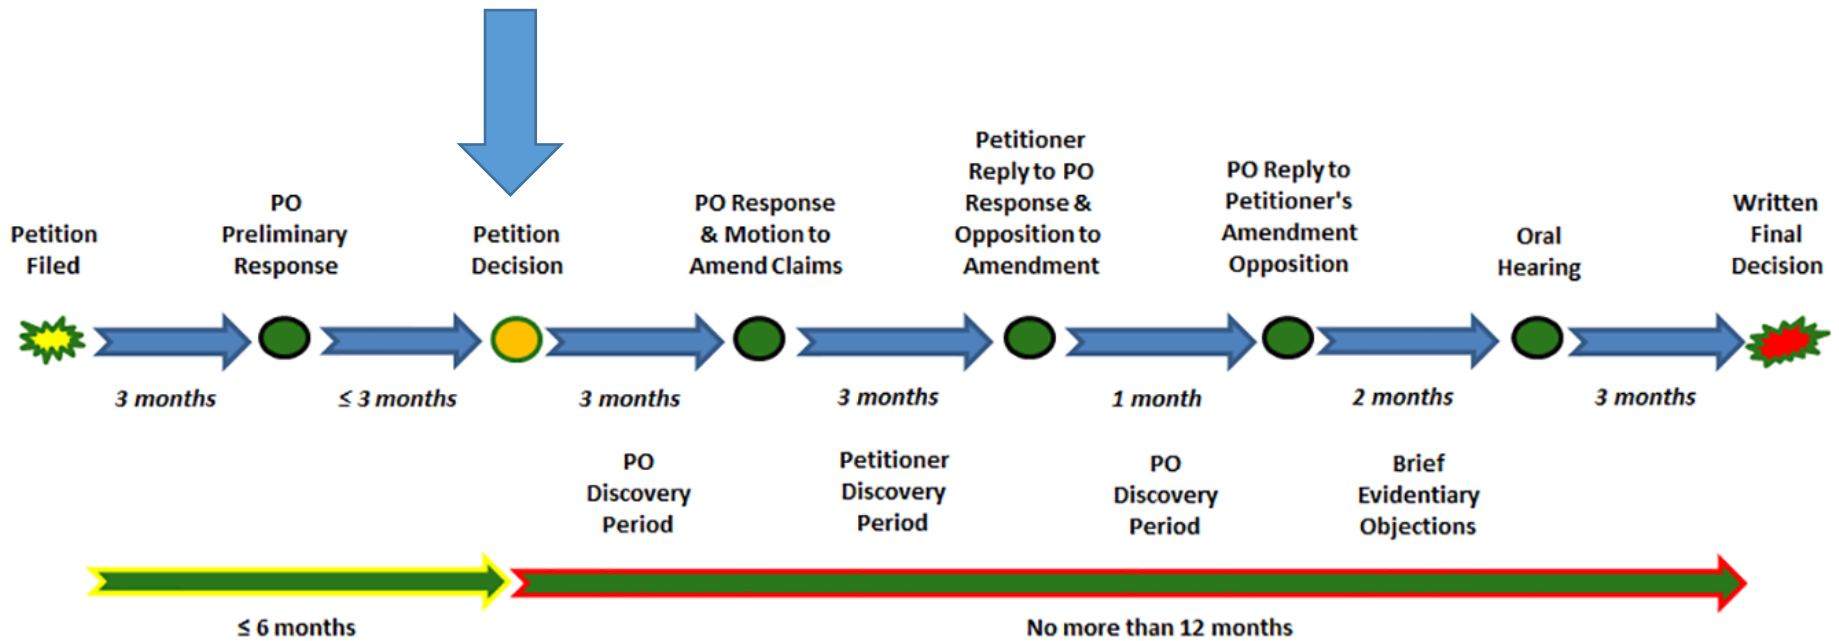 Petition
Filed
PO
Preliminary
Response
Petition
Decision
PO Response
& Motion to
Amend Claims
Petitioner
Reply to PO
Response &
Opposition to
Amendment
PO Reply to
Petitioner's
Amendment
Opposition
Oral
Hearing
Written
Final
Decision
3 months
≤ 3 months
3 months
3 months
1 month
2 months
3 months
PO
Discovery
Period
Petitioner
Discovery
Period
PO
Discovery
Period
Brief
Evidentiary
Objections
≤ 6 months
No more than 12 months